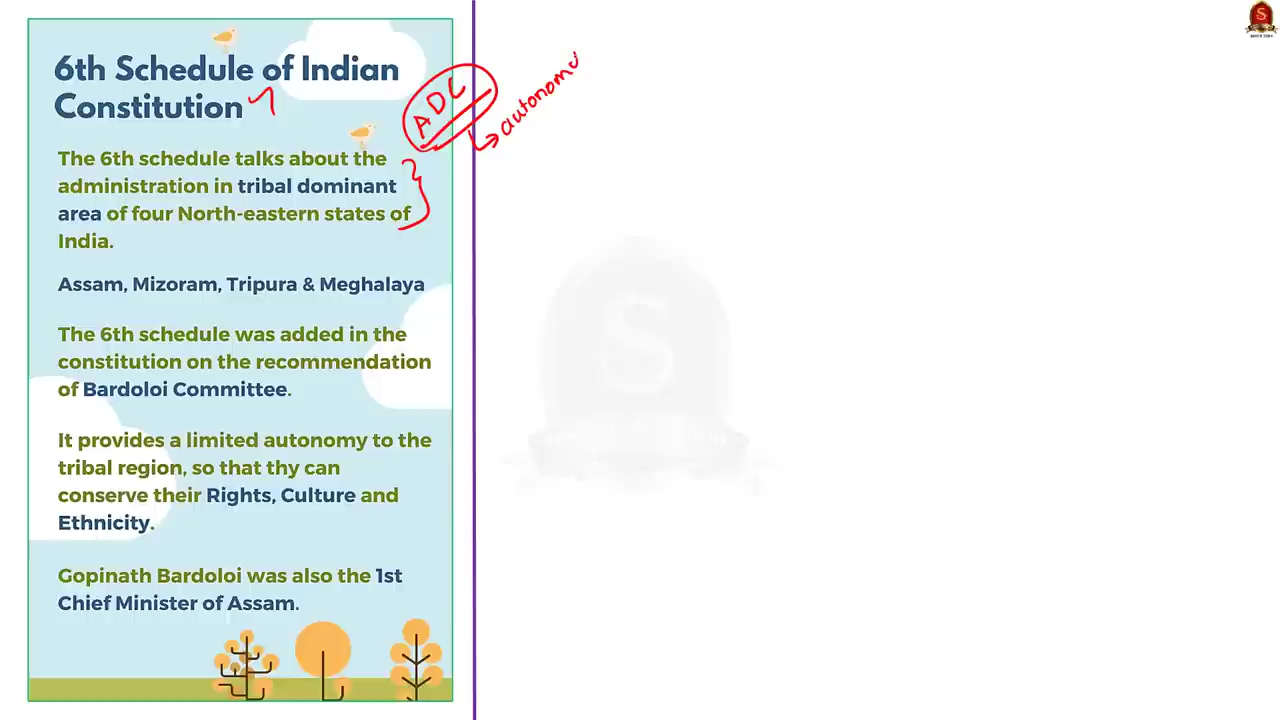 6th Schedule of Indian
Constitution
ADC
autonomo
The 6th schedule talks about the
administration in tribal dominant
area of four North-eastern states of
India.
Assam, Mizoram, Tripura & Meghalaya
The 6th schedule was added in the
constitution on the recommendation
of Bardoloi Committee.
It provides a limited autonomy to the
tribal region, so that thy can
conserve their Rights, Culture and
Ethnicity.
Gopinath Bardoloi was also the 1st
Chief Minister of Assam.
S
S